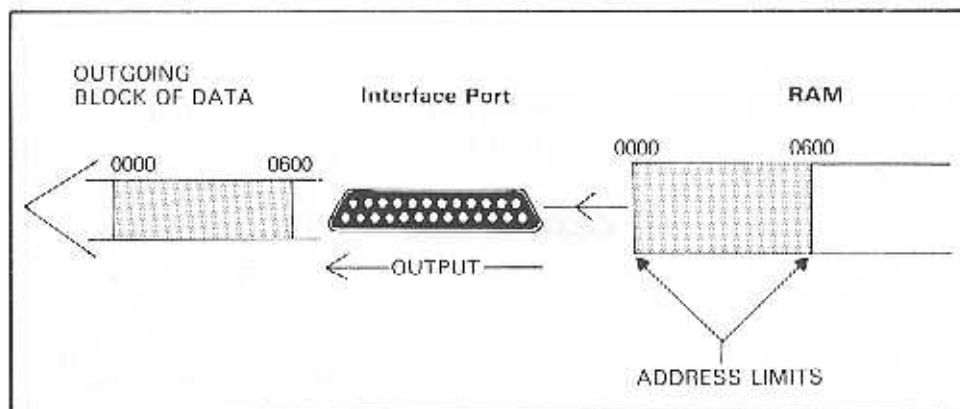 OUTGOING
BLOCK OF DATA
Interface Port
RAM
0000 0600
0000 0600
OUTPUT
ADDRESS LIMITS